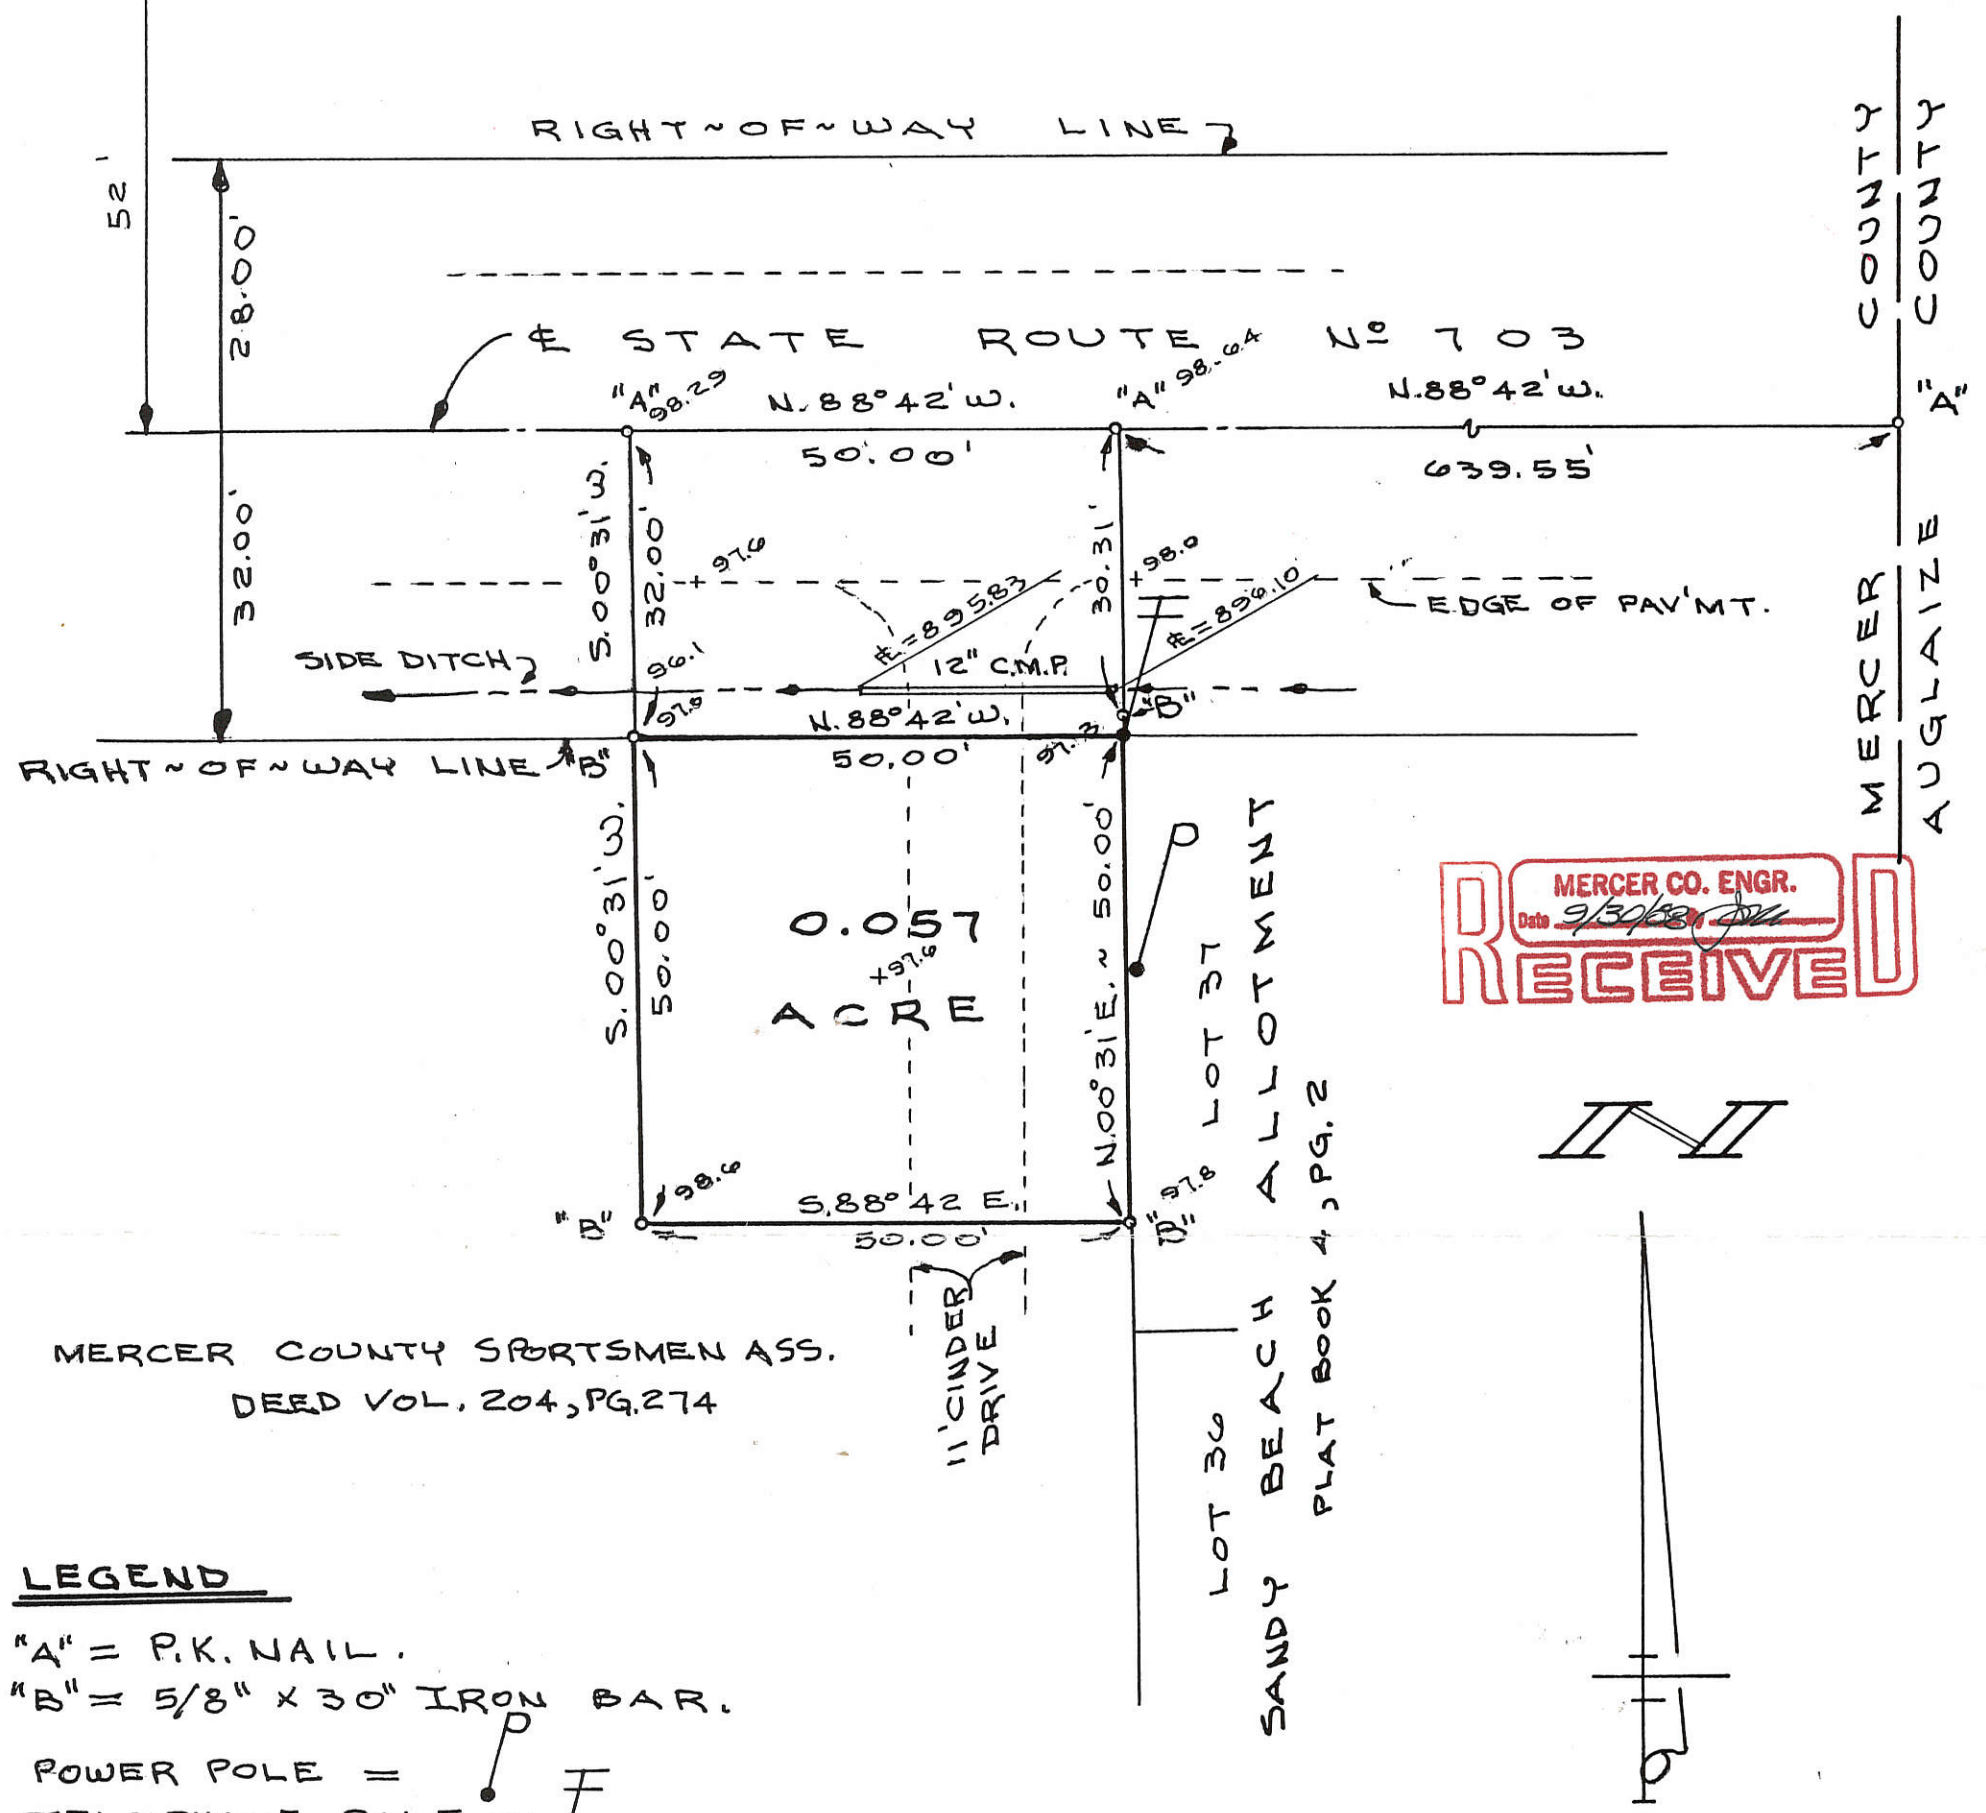 RIGHT~OF~WAY LINE
52'
28.00'
32.00'
℄ STATE ROUTE Nº 703
"A" 98.29
N.88°42'W.
50.00'
"A" 98.64
N.88°42'W.
639.55'
"A"
MERCER COUNTY
AUGLAIZE COUNTY
S.00°31'W.
32.00'
30.31'
+97.6
+98.0
℄=895.83
℄=896.10
EDGE OF PAV'MT.
SIDE DITCH
96.1
12" C.M.P.
97.9
N.88°42'W.
50.00'
97.3
"B"
"B"
RIGHT~OF~WAY LINE
S.00°31'W.
50.00'
0.057
+97.6
ACRE
N.00°31'E.~50.00'
LOT 37
SANDY BEACH ALLOTMENT
PLAT BOOK 4, PG. 2
LOT 36
MERCER CO. ENGR.
Date 9/30/88
RECEIVED
N
98.6
"B"
S.88°42 E.
50.00'
97.8
"B"
11' CINDER
DRIVE
MERCER COUNTY SPORTSMEN ASS.
DEED VOL. 204, PG. 274
LEGEND
"A" = P.K. NAIL.
"B" = 5/8" X 30" IRON BAR.
POWER POLE =